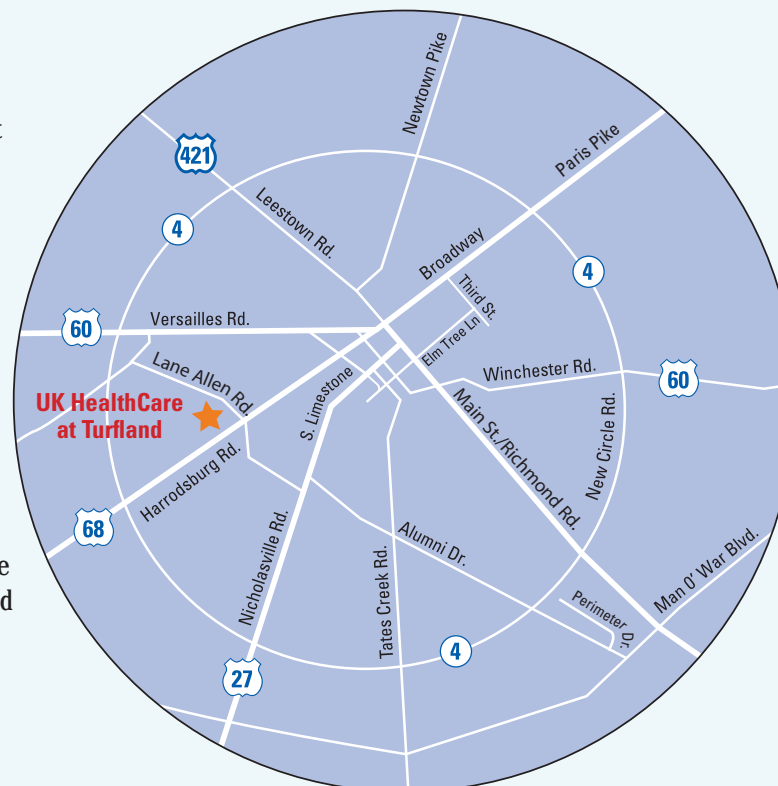 Newtown Pike
t
421
Paris Pike
Leestown Rd.
4
Broadway
4
Third St.
60
Versailles Rd.
Elm Tree Ln
Lane Allen Rd.
Winchester Rd.
60
UK HealthCare
at Turfland
S. Limestone
Main St./Richmond Rd.
New Circle Rd.
Harrodsburg Rd.
68
Nicholasville Rd.
Alumni Dr.
Tates Creek Rd.
Man O' War Blvd.
e
d
Perimeter Dr.
4
27